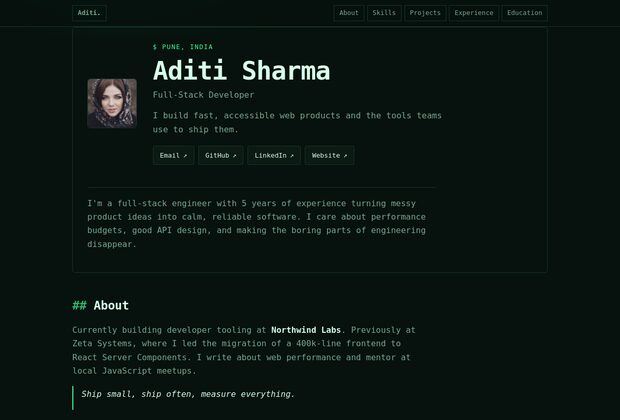 Aditi.
About
Skills
Projects
Experience
Education
$ PUNE, INDIA
Aditi Sharma
Full-Stack Developer
I build fast, accessible web products and the tools teams
use to ship them.
Email ↗
GitHub ↗
LinkedIn ↗
Website ↗
I'm a full-stack engineer with 5 years of experience turning messy
product ideas into calm, reliable software. I care about performance
budgets, good API design, and making the boring parts of engineering
disappear.
## About
Currently building developer tooling at Northwind Labs. Previously at
Zeta Systems, where I led the migration of a 400k-line frontend to
React Server Components. I write about web performance and mentor at
local JavaScript meetups.
Ship small, ship often, measure everything.